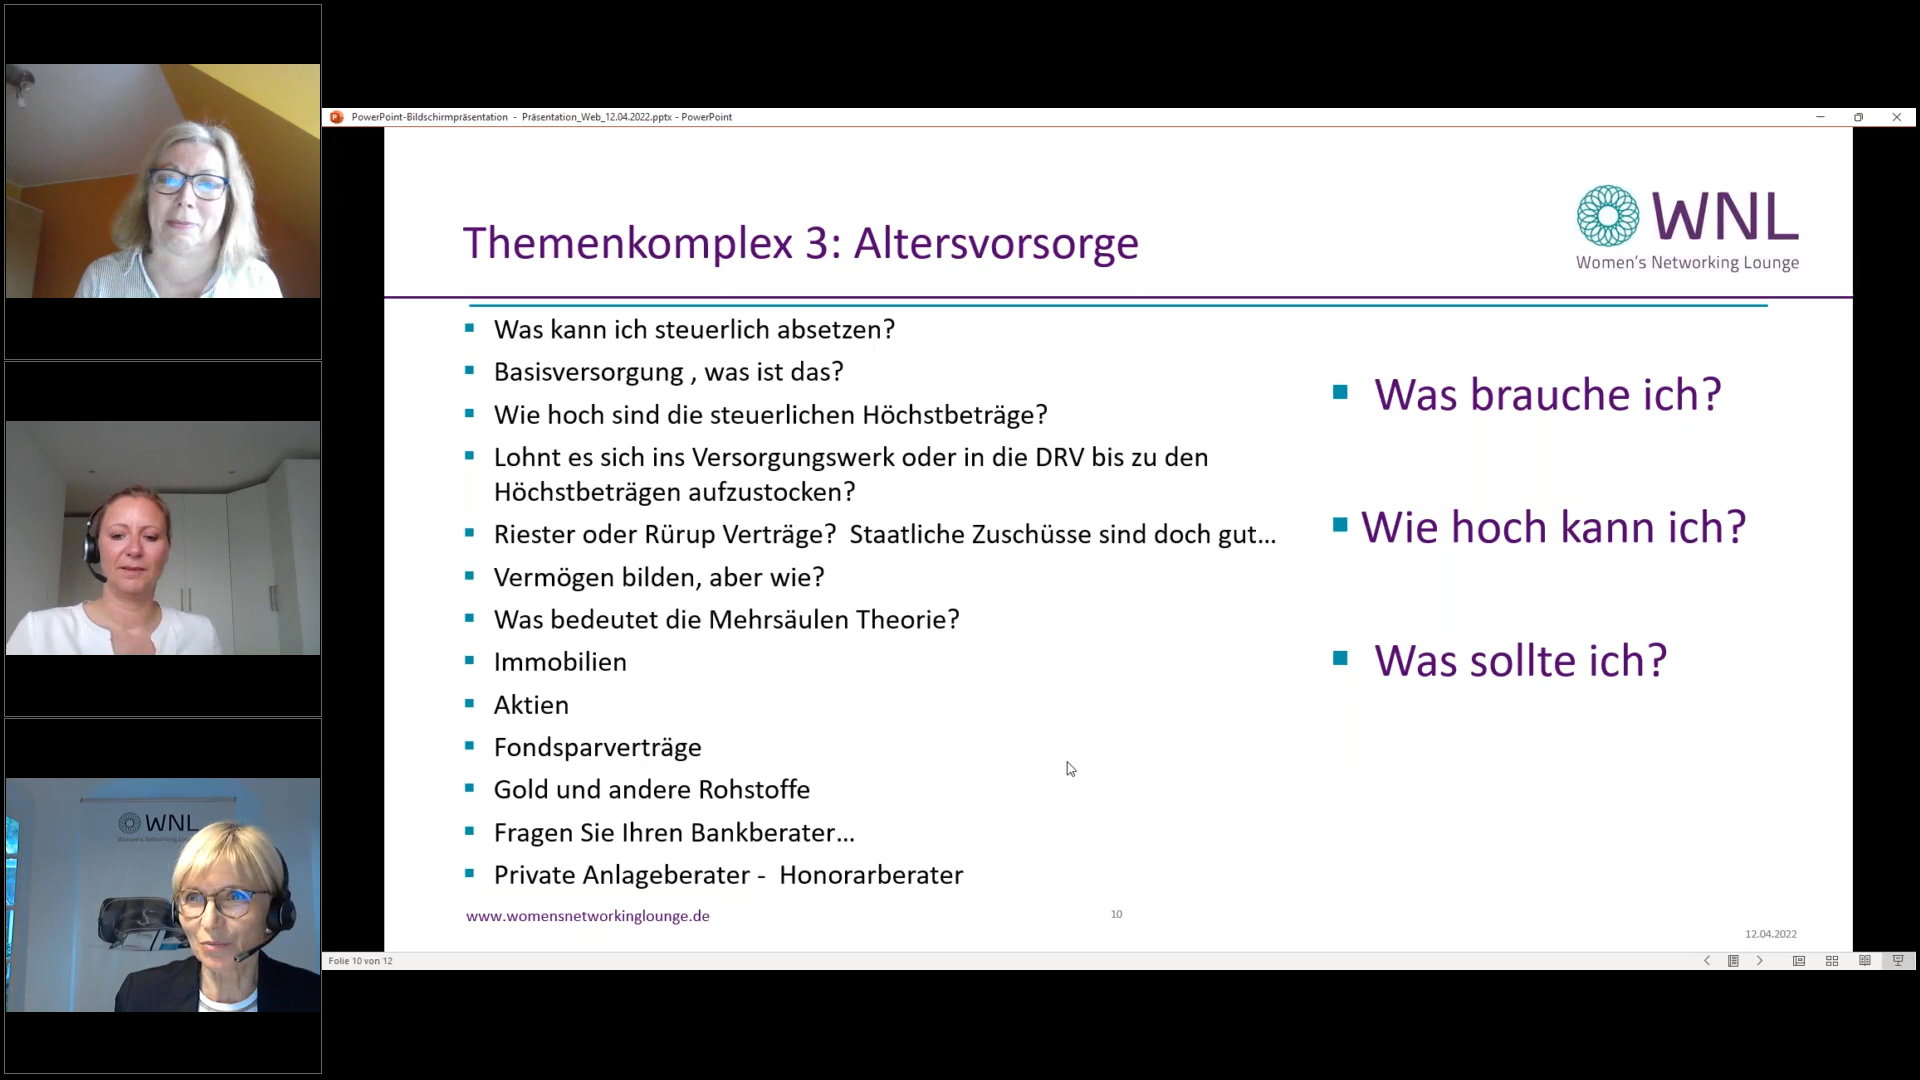 PowerPoint-Bildschirmpräsentation - Präsentation_Web_12.04.2022.pptx - PowerPoint
WNL
Women's Networking Lounge
Themenkomplex 3: Altersvorsorge
Was kann ich steuerlich absetzen?
Basisversorgung , was ist das?
Wie hoch sind die steuerlichen Höchstbeträge?
Lohnt es sich ins Versorgungswerk oder in die DRV bis zu den
Höchstbeträgen aufzustocken?
Riester oder Rürup Verträge? Staatliche Zuschüsse sind doch gut...
Vermögen bilden, aber wie?
Was bedeutet die Mehrsäulen Theorie?
Immobilien
Aktien
Fondsparverträge
Gold und andere Rohstoffe
Fragen Sie Ihren Bankberater...
Private Anlageberater - Honorarberater
Was brauche ich?
Wie hoch kann ich?
Was sollte ich?
www.womensnetworkinglounge.de
10
12.04.2022
Folie 10 von 12
WNL